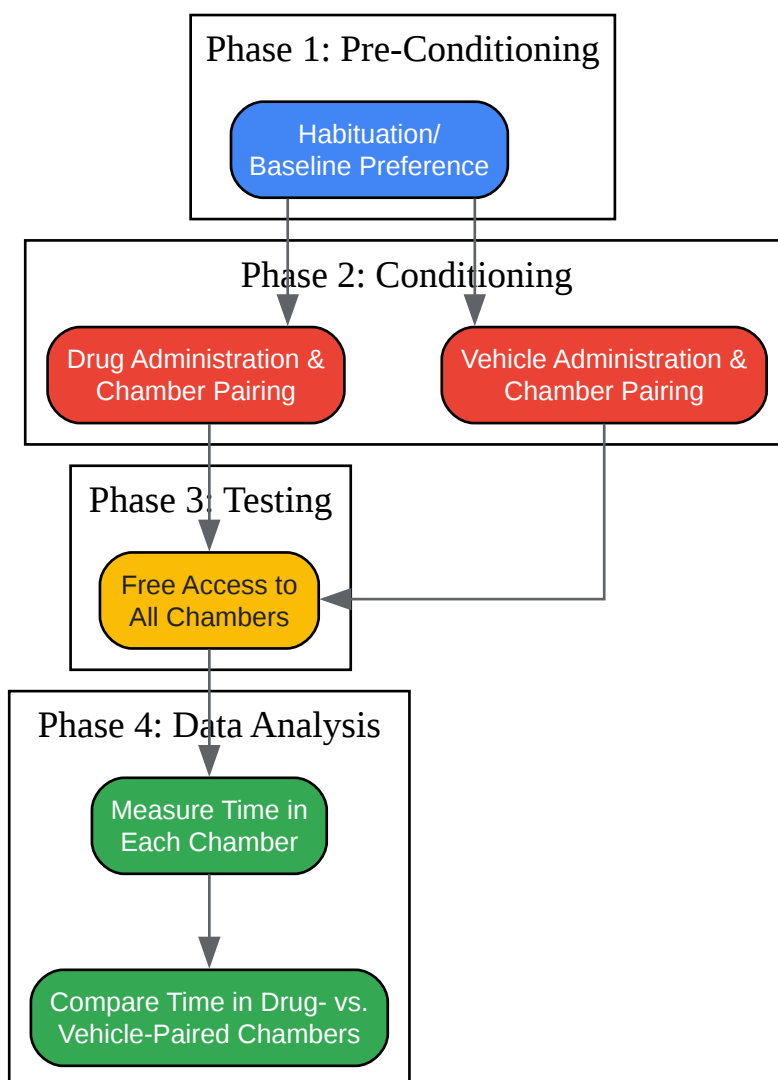 Phase 1: Pre-Conditioning
Habituation/
Baseline Preference
Phase 2: Conditioning
Drug Administration &
Chamber Pairing
Vehicle Administration &
Chamber Pairing
Phase 3: Testing
Free Access to
All Chambers
Phase 4: Data Analysis
Measure Time in
Each Chamber
Compare Time in Drug- vs.
Vehicle-Paired Chambers